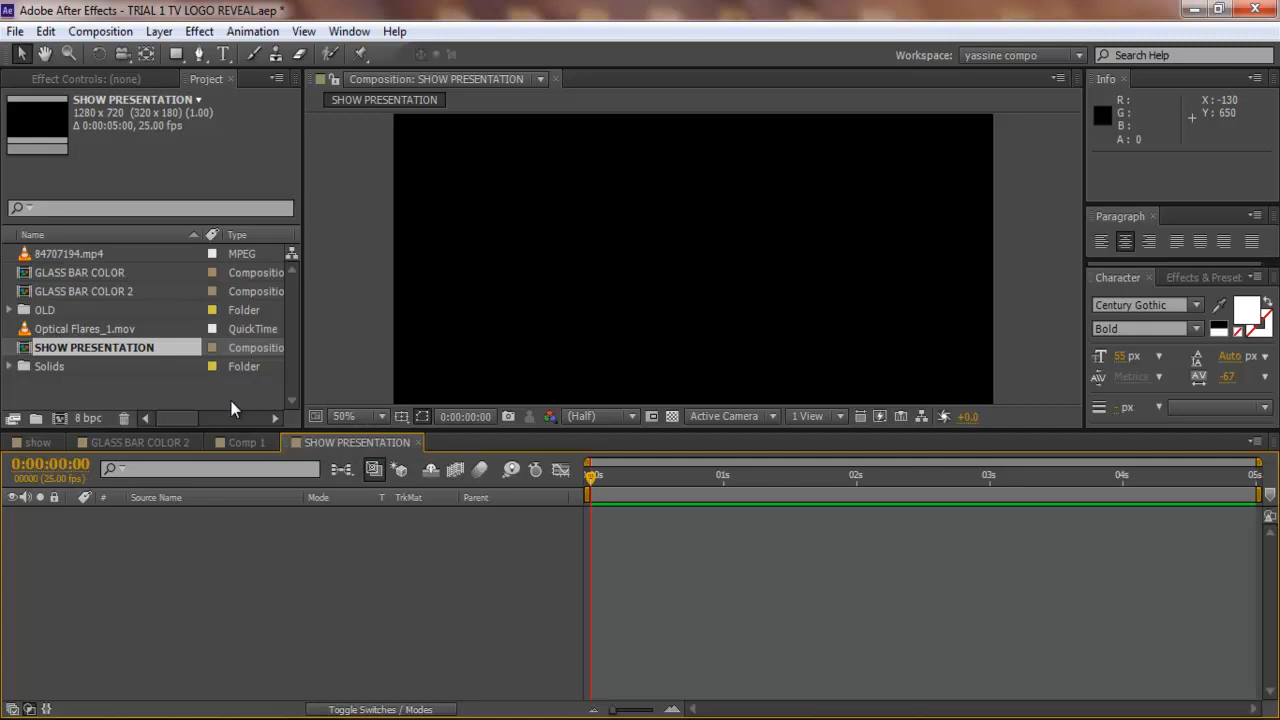 Adobe After Effects - TRIAL 1 TV LOGO REVEAL.aep *
File Edit Composition Layer Effect Animation View Window Help
Workspace: yassine compo Search Help
Effect Controls: (none) Project Composition: SHOW PRESENTATION Info
SHOW PRESENTATION
1280 x 720 (320 x 180) (1.00)
Δ 0:00:05:00, 25.00 fps
SHOW PRESENTATION
R : X : -130
G : Y : 650
B :
A : 0
Paragraph
Name Type
84707194.mp4 MPEG
GLASS BAR COLOR Compositio
GLASS BAR COLOR 2 Compositio
OLD Folder
Optical Flares_1.mov QuickTime
SHOW PRESENTATION Compositio
Solids Folder
Character Effects & Preset
Century Gothic
Bold
55 px Auto px
Metrics -67
- px
8 bpc
50% 0:00:00:00 (Half) Active Camera 1 View +0.0
show GLASS BAR COLOR 2 Comp 1 SHOW PRESENTATION
0:00:00:00
00000 (25.00 fps)
01s 02s 03s 04s 05s
# Source Name Mode T TrkMat Parent
Toggle Switches / Modes